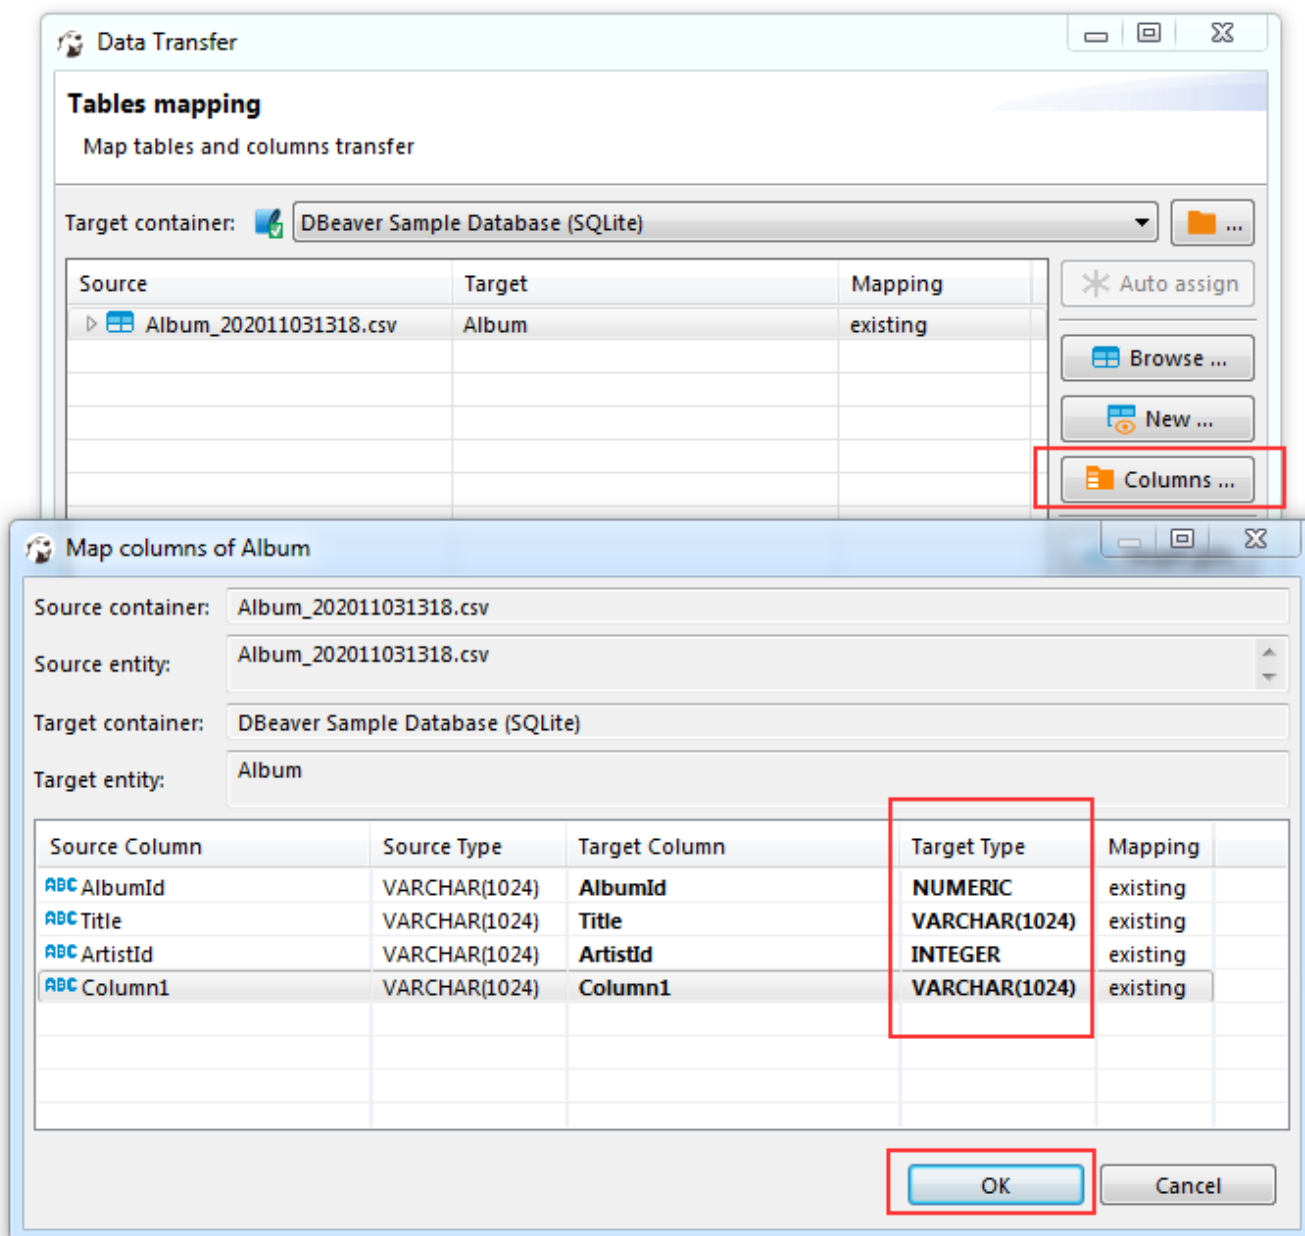 Data Transfer
Tables mapping
Map tables and columns transfer
Target container: DBeaver Sample Database (SQLite) ...
Source Target Mapping Auto assign
Album_202011031318.csv Album existing
Browse ...
New ...
Columns ...
Map columns of Album
Source container: Album_202011031318.csv
Source entity: Album_202011031318.csv
Target container: DBeaver Sample Database (SQLite)
Target entity: Album
Source Column Source Type Target Column Target Type Mapping
ABC AlbumId VARCHAR(1024) AlbumId NUMERIC existing
ABC Title VARCHAR(1024) Title VARCHAR(1024) existing
ABC ArtistId VARCHAR(1024) ArtistId INTEGER existing
ABC Column1 VARCHAR(1024) Column1 VARCHAR(1024) existing
OK Cancel